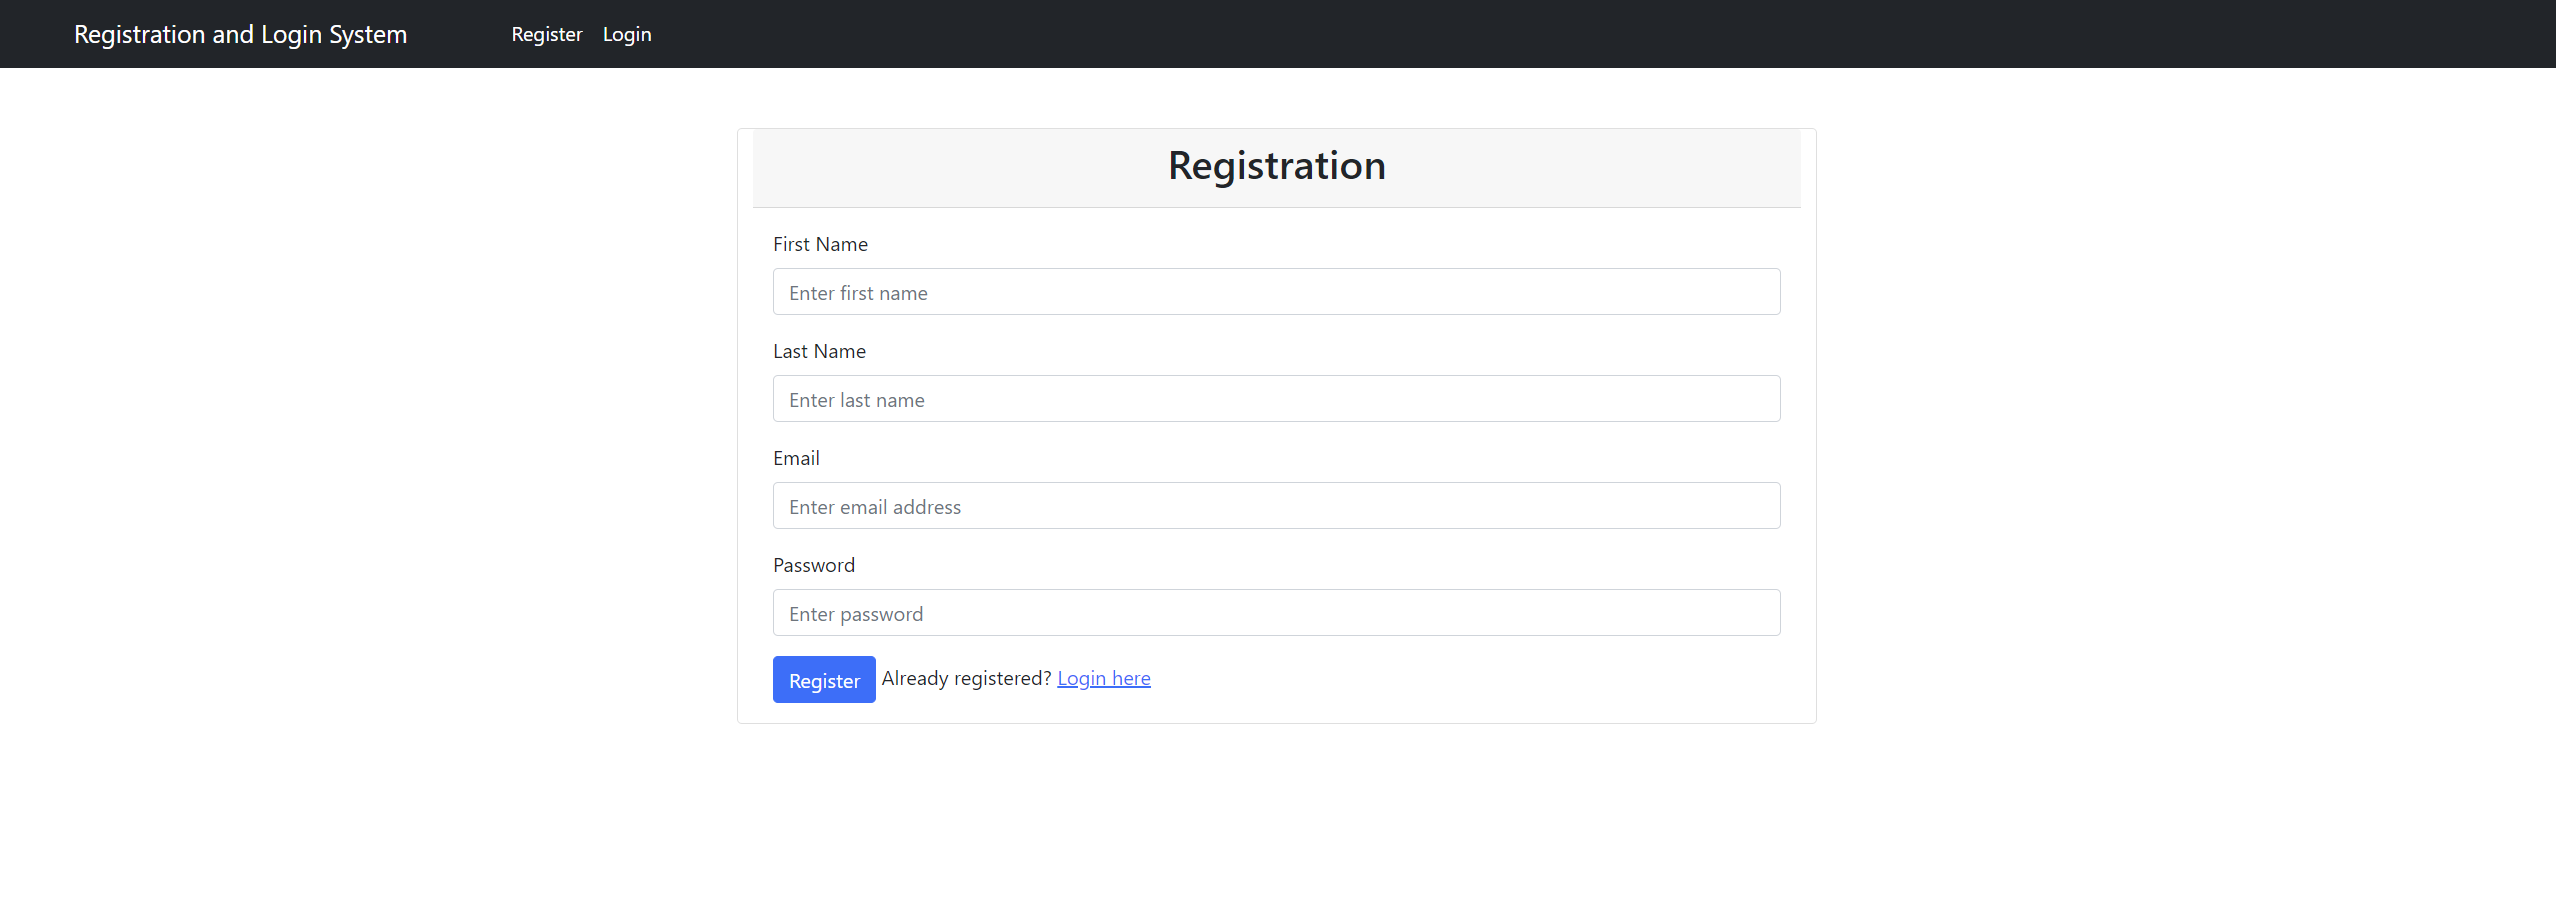 Registration and Login System Register Login
Registration
First Name
Enter first name
Last Name
Enter last name
Email
Enter email address
Password
Enter password
Register Already registered? Login here